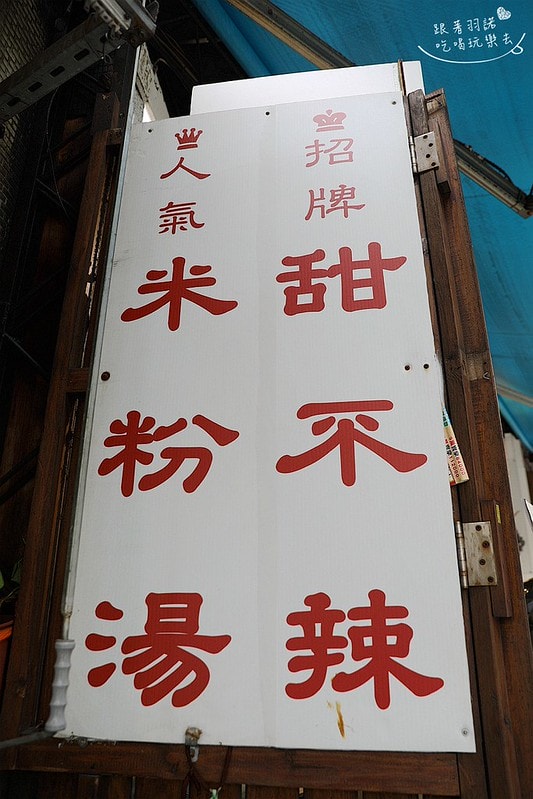 跟著羽諾
吃喝玩樂去
招牌甜不辣
人氣米粉湯